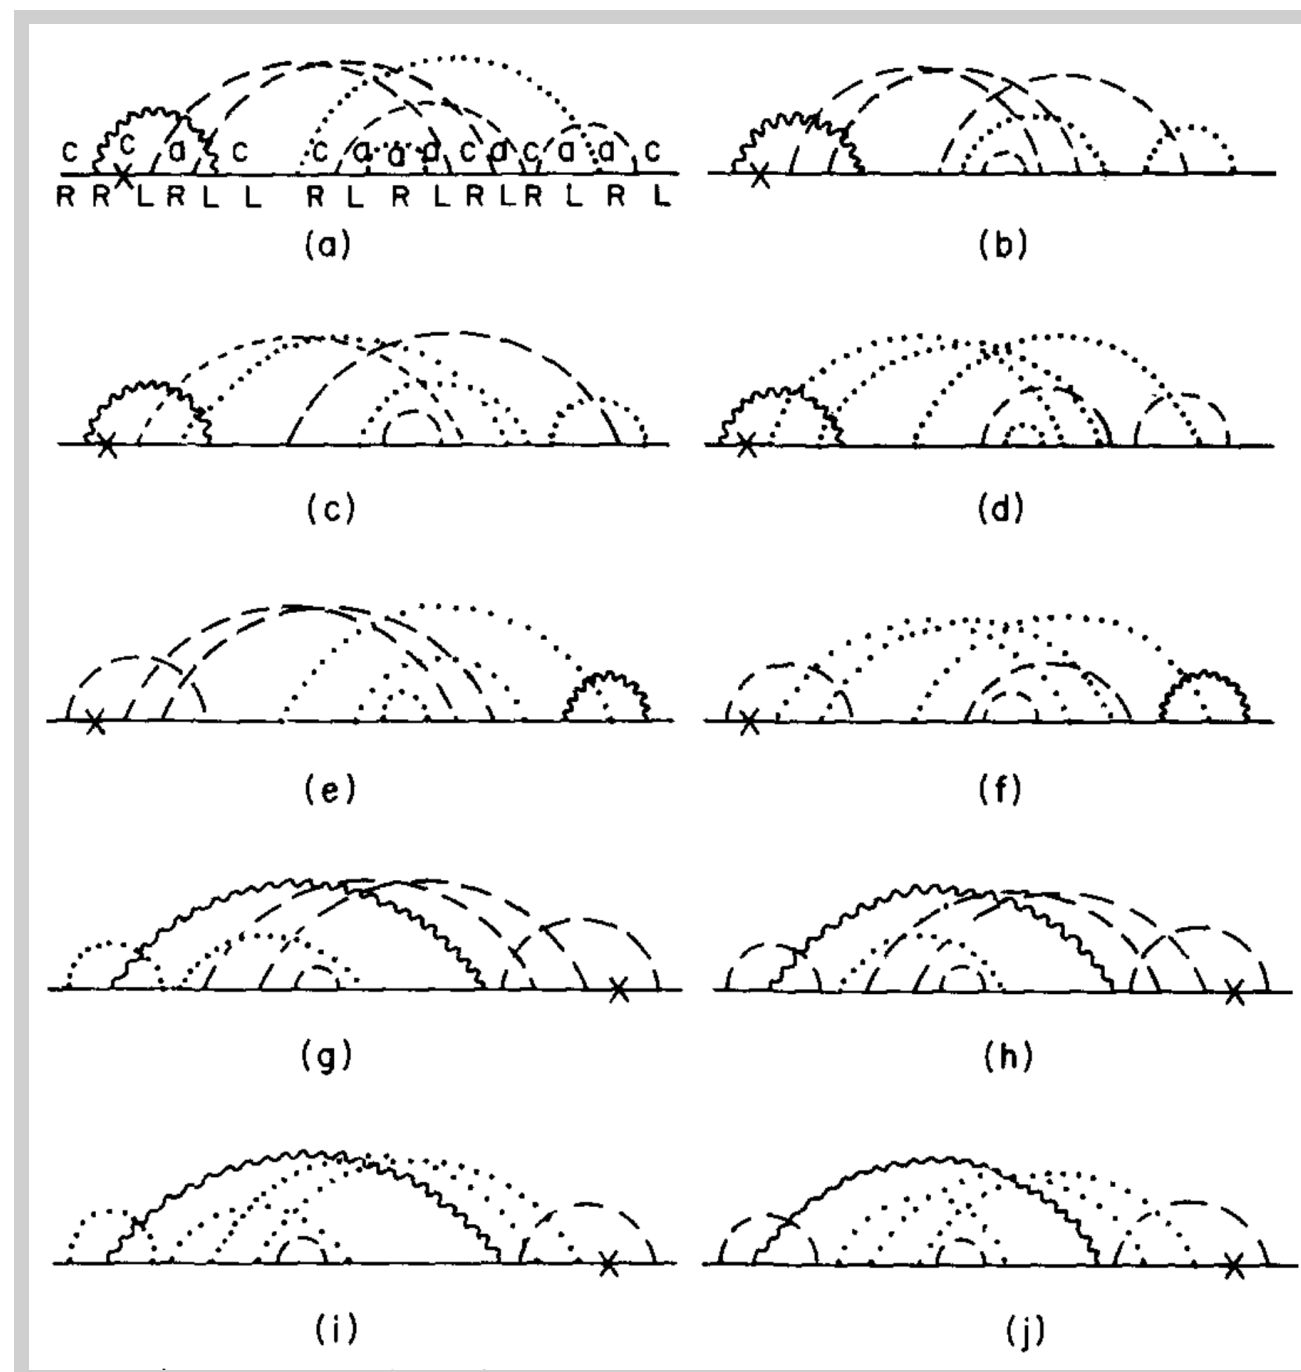 c c a c c a a a c a c a a c
R R L R L L R L R L R L R L R L
(a) (b)
(c) (d)
(e) (f)
(g) (h)
(i) (j)